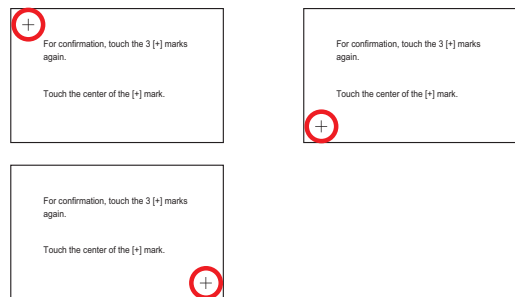 For confirmation, touch the 3 [+] marks
again.
Touch the center of the [+] mark.
For confirmation, touch the 3 [+] marks
again.
Touch the center of the [+] mark.
For confirmation, touch the 3 [+] marks
again.
Touch the center of the [+] mark.